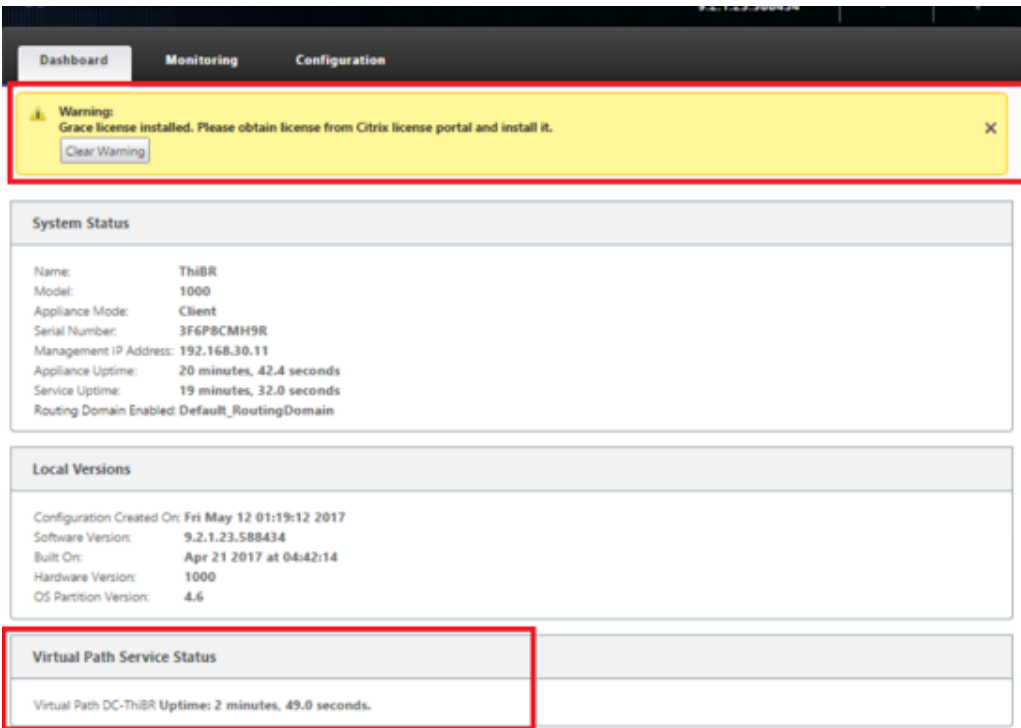 9.2.1.23.588434
Dashboard Monitoring Configuration
Warning:
Grace license installed. Please obtain license from Citrix license portal and install it.
Clear Warning
System Status
Name: ThiBR
Model: 1000
Appliance Mode: Client
Serial Number: 3F6P8CMH9R
Management IP Address: 192.168.30.11
Appliance Uptime: 20 minutes, 42.4 seconds
Service Uptime: 19 minutes, 32.0 seconds
Routing Domain Enabled: Default_RoutingDomain
Local Versions
Configuration Created On: Fri May 12 01:19:12 2017
Software Version: 9.2.1.23.588434
Built On: Apr 21 2017 at 04:42:14
Hardware Version: 1000
OS Partition Version: 4.6
Virtual Path Service Status
Virtual Path DC-ThiBR Uptime: 2 minutes, 49.0 seconds.